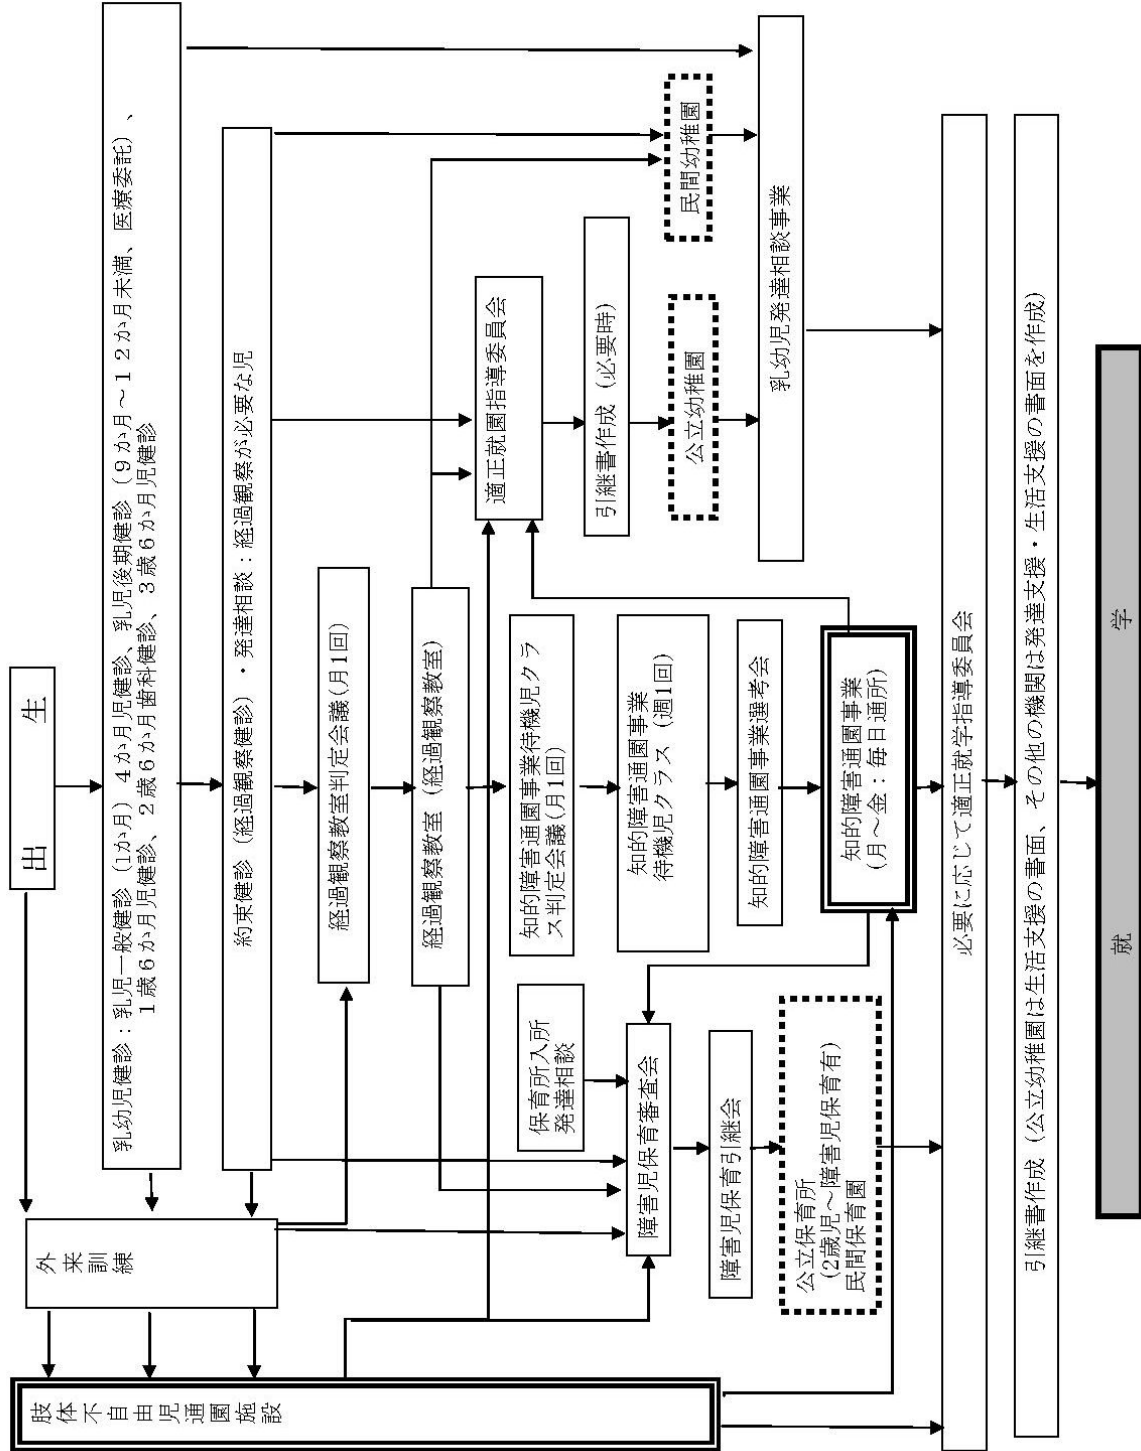 出　　　生
乳幼児健診：乳児一般健診（1か月）４か月児健診、乳児後期健診（９か月～１２か月未満、医療委託）、
１歳６か月児健診、２歳６か月歯科健診、３歳６か月児健診
外
来
訓
練
肢
体
不
自
由
児
通
園
施
設
約束健診（経過観察健診）・発達相談：経過観察が必要な児
経過観察教室判定会議(月1回)
経過観察教室（経過観察教室)
適正就園指導委員会
知的障害通園事業待機児クラ
ス判定会議(月1回)
保育所入所
発達相談
引継書作成（必要時）
知的障害通園事業
待機児クラス（週1回）
障害児保育審査会
民間幼稚園
公立幼稚園
知的障害通園事業選考会
障害児保育引継会
乳幼児発達相談事業
公立保育所
(2歳児～障害児保育有)
民間保育園
知的障害通園事業
(月～金：毎日通所)
必要に応じて適正就学指導委員会
引継書作成（公立幼稚園は生活支援の書面、その他の機関は発達支援・生活支援の書面を作成）
就　　　学